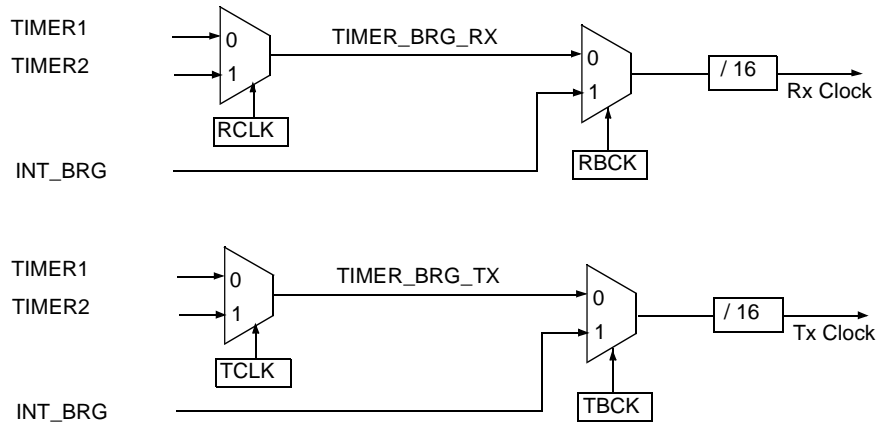 TIMER1
0
TIMER_BRG_RX
TIMER2
1
0
/ 16
1
Rx Clock
RCLK
RBCK
INT_BRG
TIMER1
0
TIMER_BRG_TX
TIMER2
1
0
/ 16
1
Tx Clock
TCLK
TBCK
INT_BRG